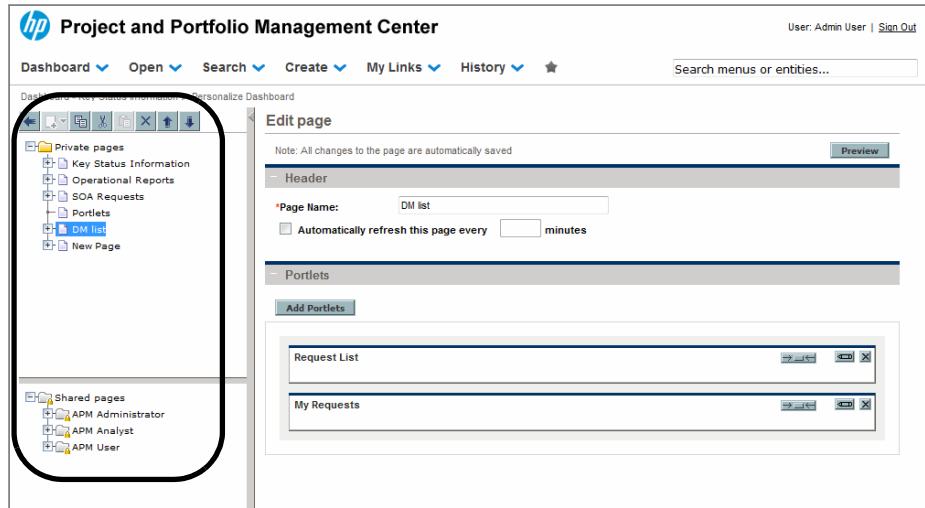 hp Project and Portfolio Management Center
User: Admin User | Sign Out
Dashboard Open Search Create My Links History
Search menus or entities...
Dashboard - Key Status Information > Personalize Dashboard
Edit page
Note: All changes to the page are automatically saved
Preview
Private pages
Key Status Information
Operational Reports
SOA Requests
Portlets
DM list
New Page
Shared pages
APM Administrator
APM Analyst
APM User
Header
*Page Name: DM list
Automatically refresh this page every minutes
Portlets
Add Portlets
Request List
My Requests